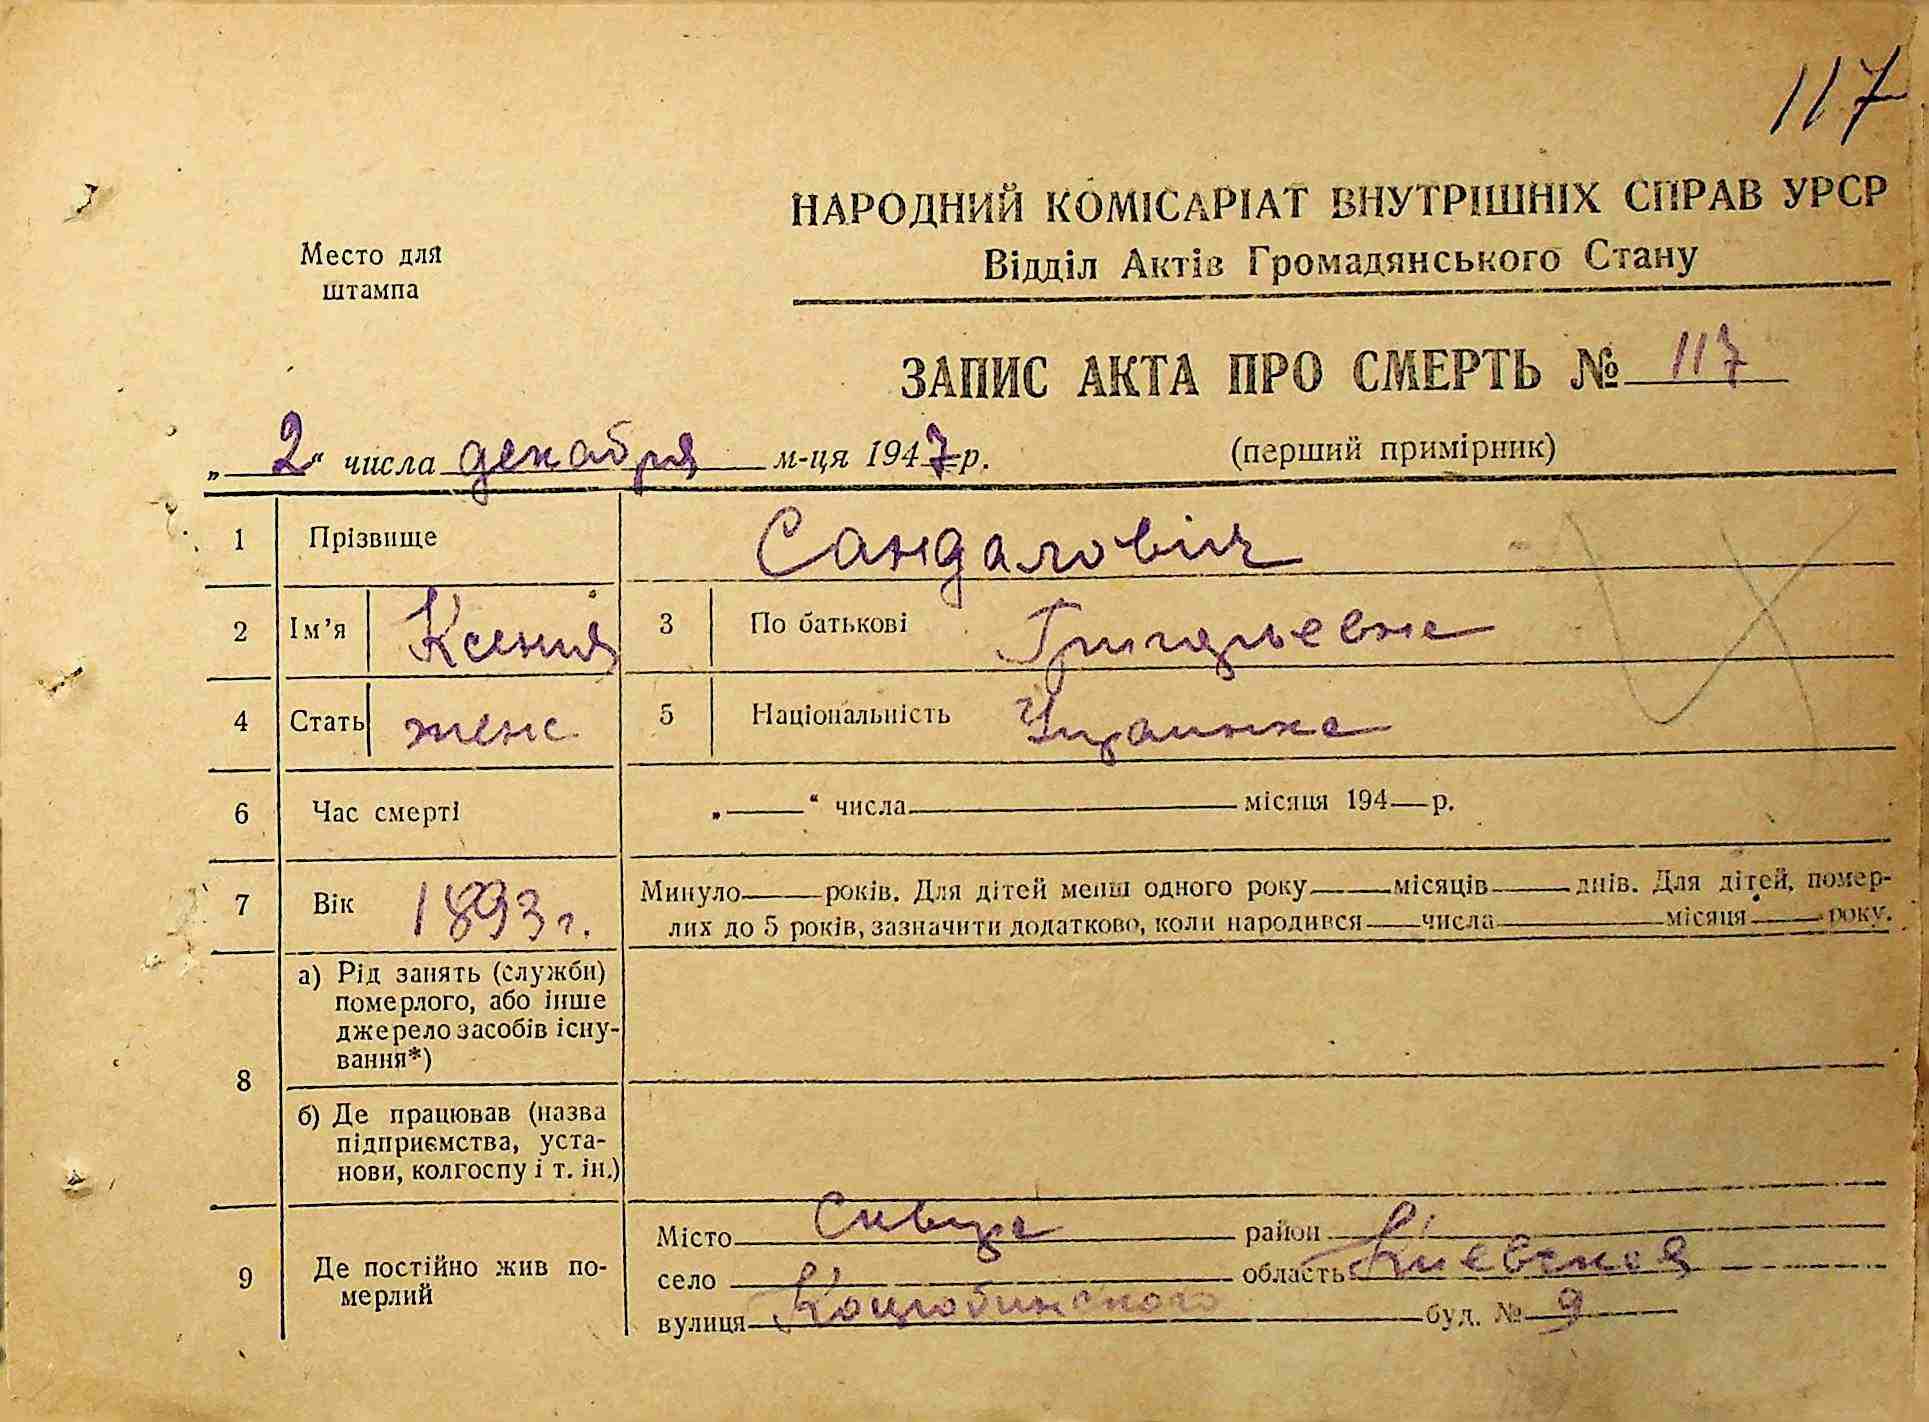 117
НАРОДНИЙ КОМІСАРІАТ ВНУТРІШНІХ СПРАВ УРСР
Відділ Актів Громадянського Стану
Место для
штампа
ЗАПИС АКТА ПРО СМЕРТЬ № 117
„2“ числа декабря м-ця 1947 р. (перший примірник)
1 Прізвище Сандалович
2 Ім’я Ксения 3 По батькові Григорьевна
4 Стать женс. 5 Національність Украинка
6 Час смерті „—“ числа — місяця 194— р.
7 Вік 1893 г. Минуло — років. Для дітей менш одного року — місяців — днів. Для дітей, помер-
лих до 5 років, зазначити додатково, коли народився — числа — місяця — року.
8 а) Рід занять (служби)
померлого, або інше
джерело засобів існу-
вання*)
б) Де працював (назва
підприємства, уста-
нови, колгоспу і т. ін.)
9 Де постійно жив по-
мерлий
Місто Сквира район
село область Киевская
вулиця Коцюбинского буд. № 9